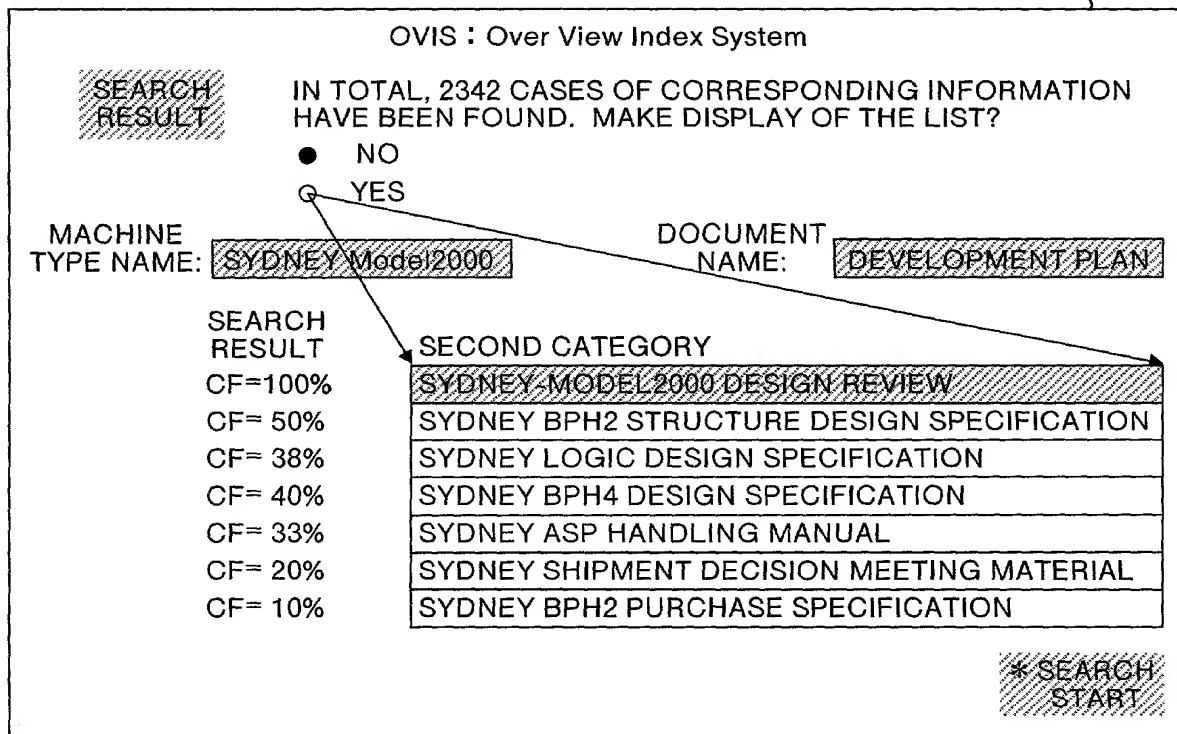 OVIS : Over View Index System
SEARCH RESULT
IN TOTAL, 2342 CASES OF CORRESPONDING INFORMATION
HAVE BEEN FOUND. MAKE DISPLAY OF THE LIST?
● NO
○ YES
MACHINE
TYPE NAME: SYDNEY Model2000
DOCUMENT
NAME: DEVELOPMENT PLAN
SEARCH
RESULT SECOND CATEGORY
CF=100% SYDNEY-MODEL2000 DESIGN REVIEW
CF= 50% SYDNEY BPH2 STRUCTURE DESIGN SPECIFICATION
CF= 38% SYDNEY LOGIC DESIGN SPECIFICATION
CF= 40% SYDNEY BPH4 DESIGN SPECIFICATION
CF= 33% SYDNEY ASP HANDLING MANUAL
CF= 20% SYDNEY SHIPMENT DECISION MEETING MATERIAL
CF= 10% SYDNEY BPH2 PURCHASE SPECIFICATION
* SEARCH
START